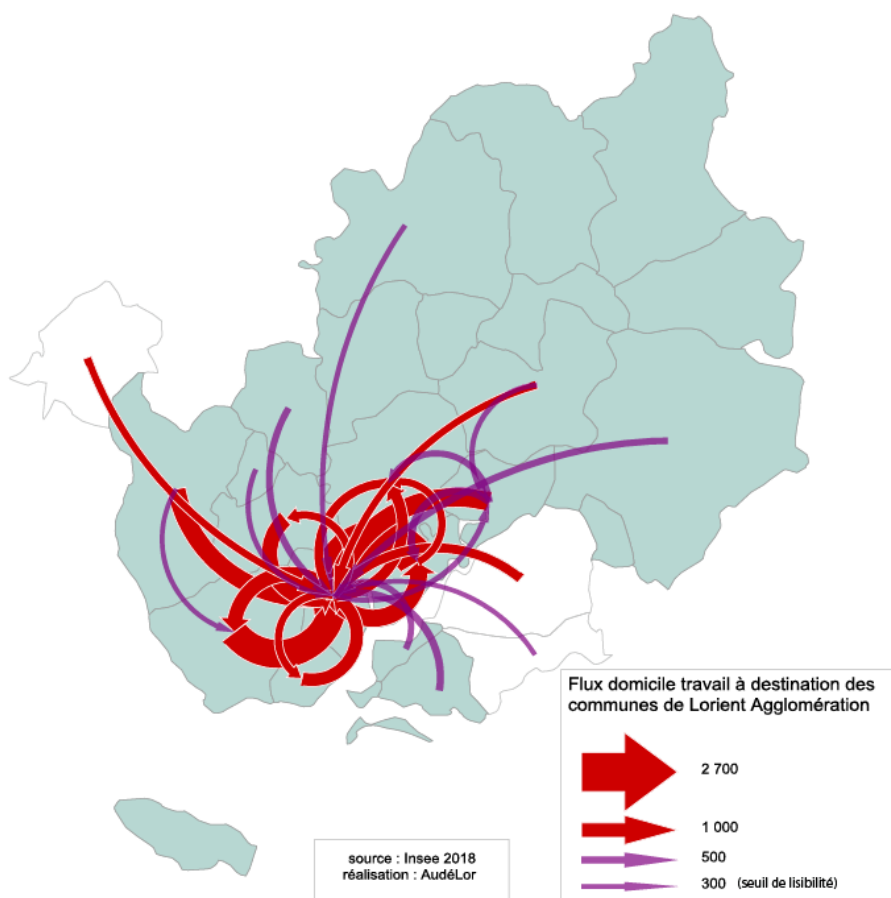 Flux domicile travail à destination des
communes de Lorient Agglomération
2 700
1 000
500
300 (seuil de lisibilité)
source : Insee 2018
réalisation : AudéLor